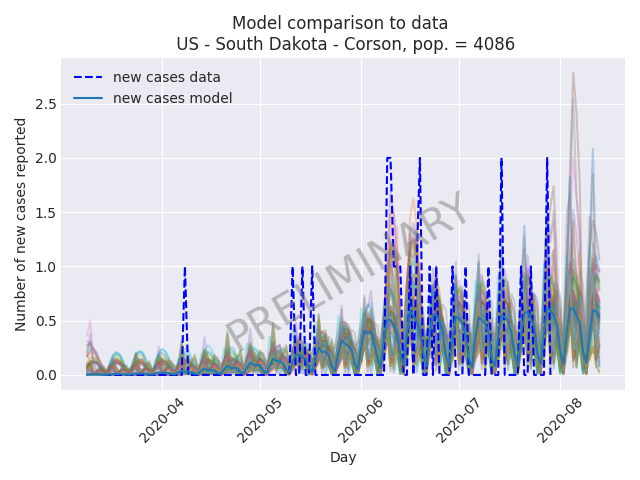 Model comparison to data
US - South Dakota - Corson, pop. = 4086
new cases data
new cases model
Number of new cases reported
2.5
2.0
1.5
1.0
0.5
0.0
PRELIMINARY
2020-04
2020-05
2020-06
2020-07
2020-08
Day